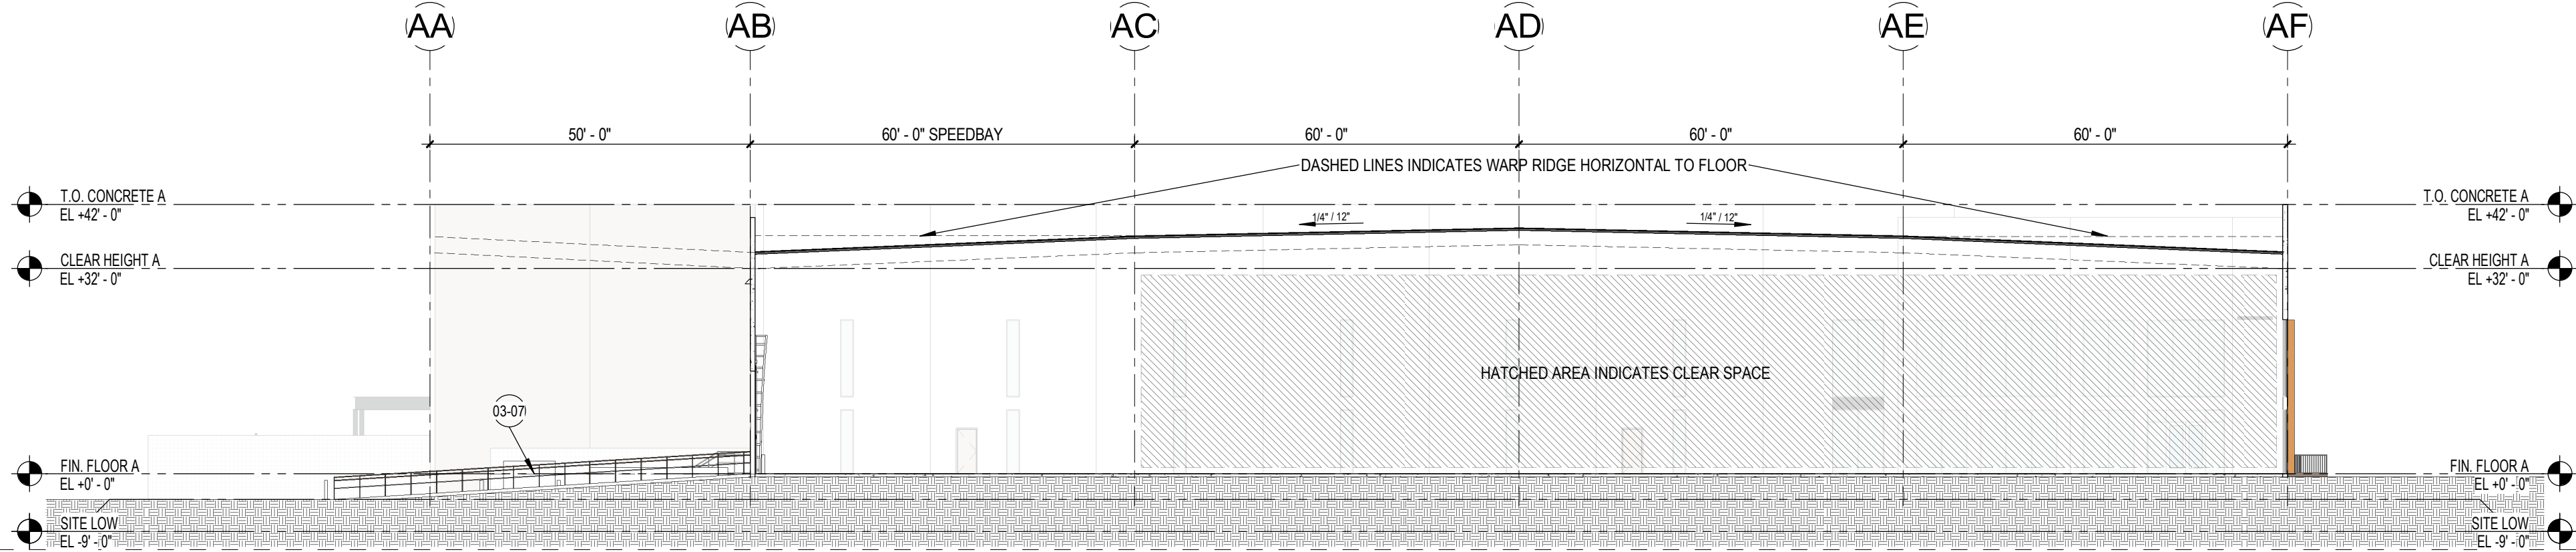 AA AB AC AD AE AF
50' - 0" 60' - 0" SPEEDBAY 60' - 0" 60' - 0" 60' - 0"
DASHED LINES INDICATES WARP RIDGE HORIZONTAL TO FLOOR
T.O. CONCRETE A
EL +42' - 0"
1/4" / 12" 1/4" / 12"
T.O. CONCRETE A
EL +42' - 0"
CLEAR HEIGHT A
EL +32' - 0"
CLEAR HEIGHT A
EL +32' - 0"
HATCHED AREA INDICATES CLEAR SPACE
03-07
FIN. FLOOR A
EL +0' - 0"
FIN. FLOOR A
EL +0' - 0"
SITE LOW
EL -9' - 0"
SITE LOW
EL -9' - 0"